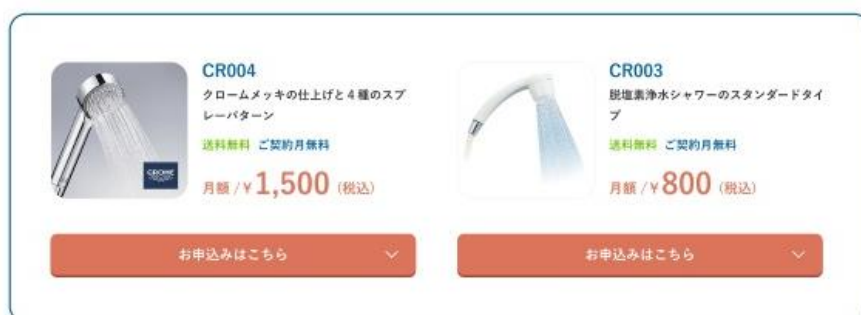 CR004
クロームメッキの仕上げと4種のスプ
レーパターン
送料無料 ご契約月無料
月額/¥1,500(税込)
お申込みはこちら
CR003
脱塩素浄水シャワーのスタンダードタイ
プ
送料無料 ご契約月無料
月額/¥800(税込)
お申込みはこちら